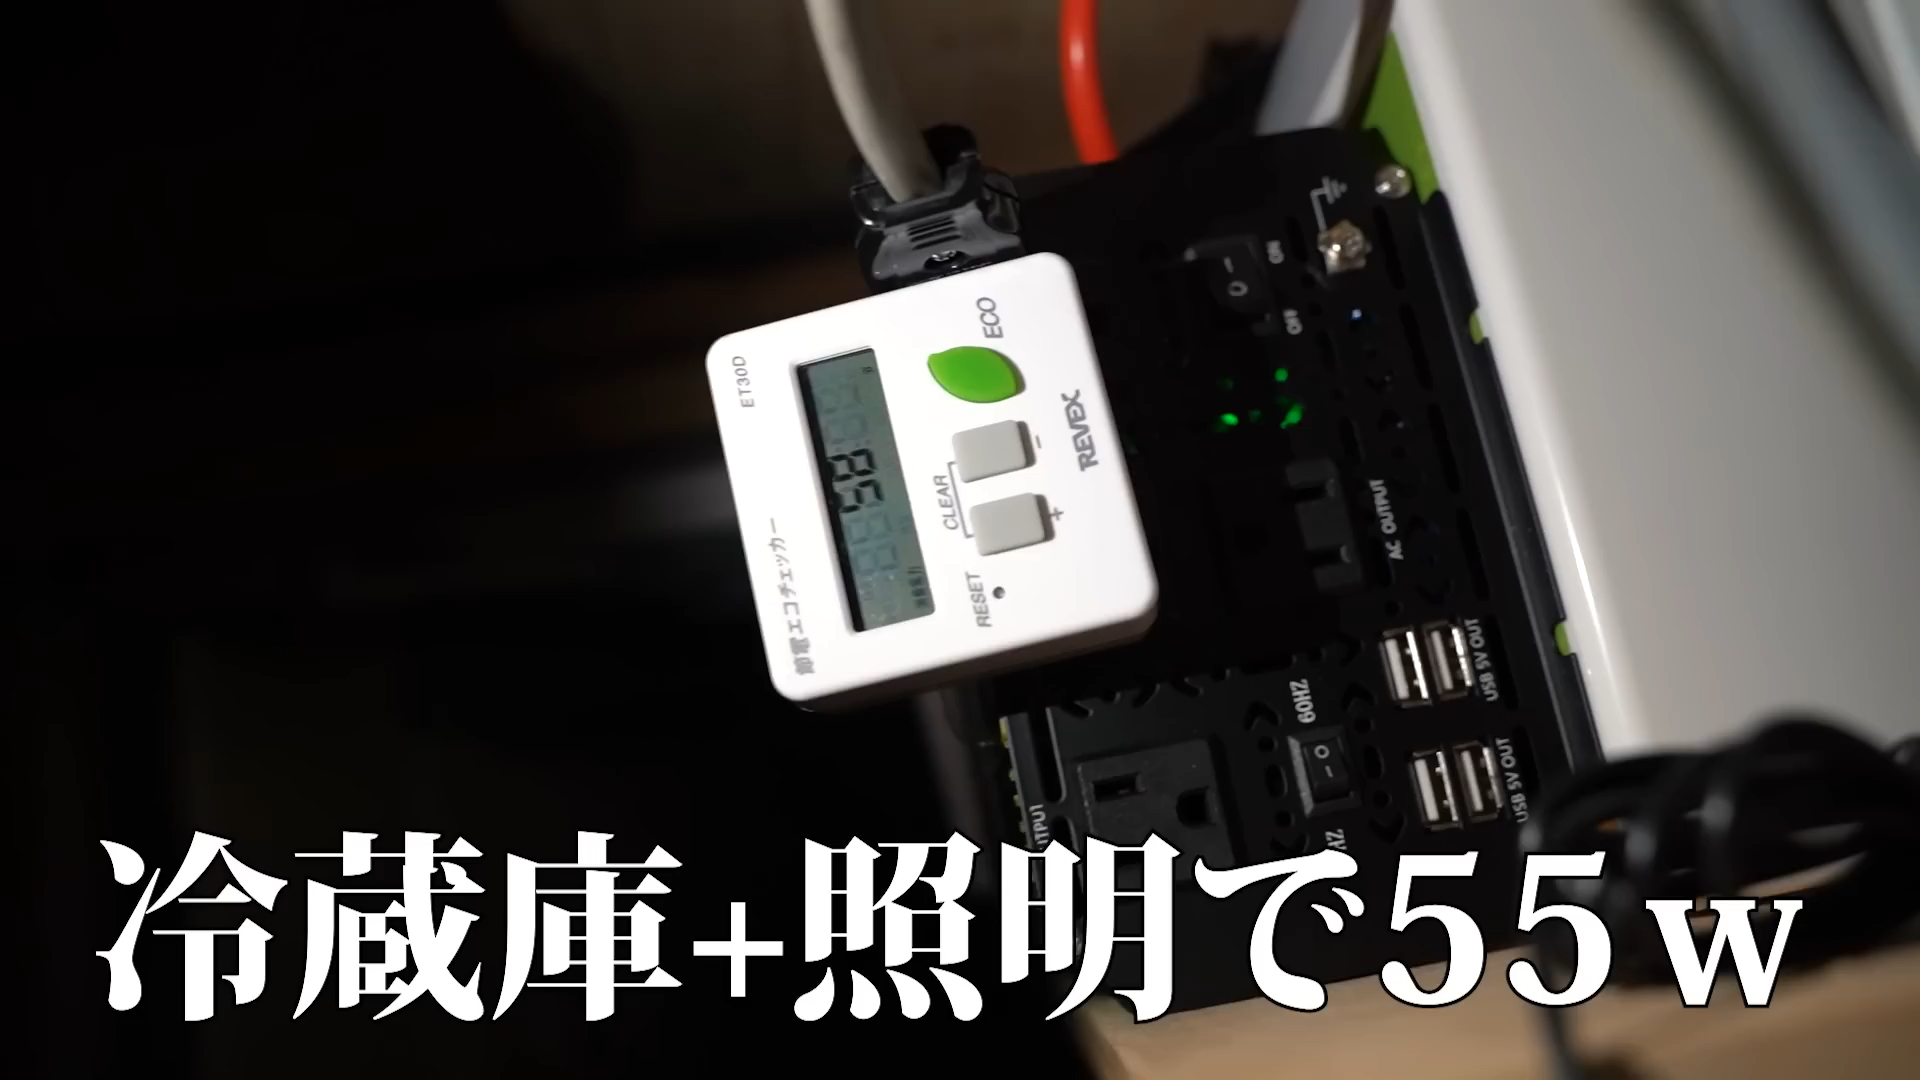 ET30D
節電エコチェッカー
58
ECO
CLEAR
-
+
RESET
REVEX
ON
OFF
AC OUTPUT
60HZ
USB 5V OUT
USB 5V OUT
冷蔵庫+照明で55w